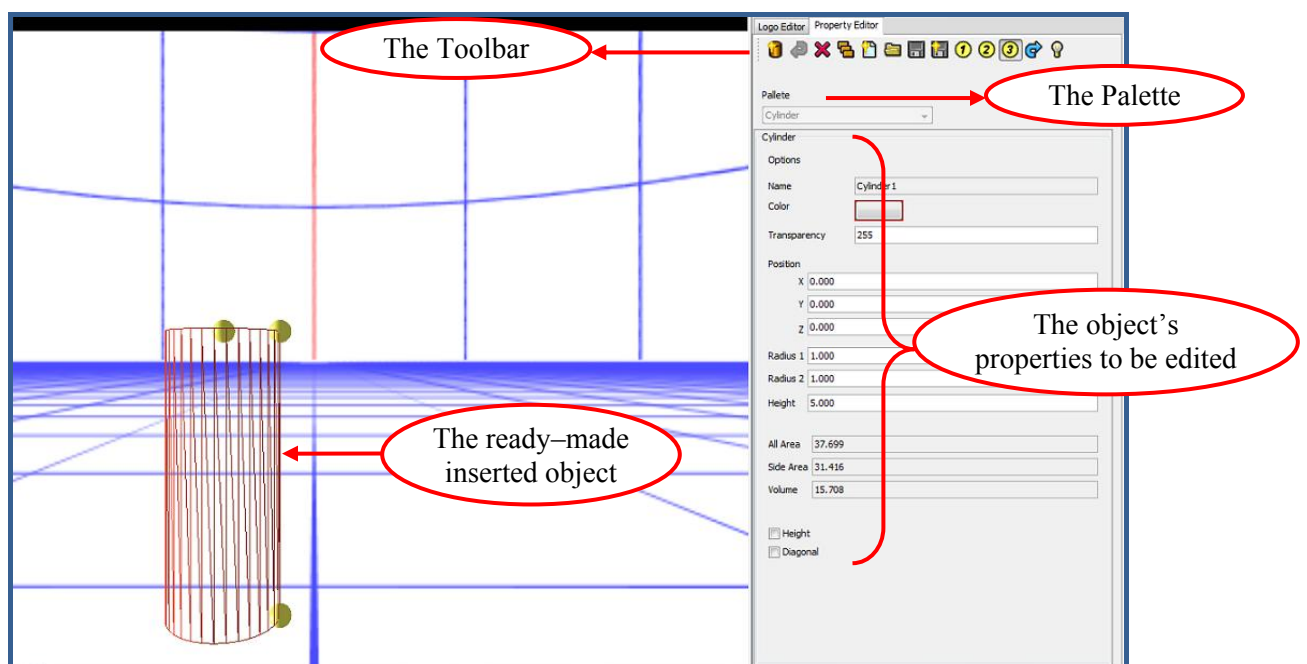 Logo Editor Property Editor
The Toolbar
1 2 3
Pallete
The Palette
Cylinder
Cylinder
Options
Name Cylinder1
Color
Transparency 255
Position
X 0.000
Y 0.000
Z 0.000
The object's
properties to be edited
Radius 1 1.000
Radius 2 1.000
Height 5.000
The ready–made
inserted object
All Area 37.699
Side Area 31.416
Volume 15.708
Height
Diagonal